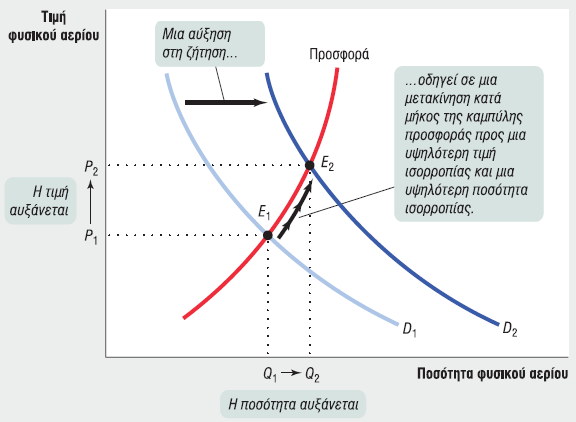 Τιμή
φυσικού αερίου
Μια αύξηση
στη ζήτηση...
Προσφορά
...οδηγεί σε μια
μετακίνηση κατά
μήκος της καμπύλης
προσφοράς προς μια
υψηλότερη τιμή
ισορροπίας και μια
υψηλότερη ποσότητα
ισορροπίας.
P2
E2
Η τιμή
αυξάνεται
E1
P1
D1
D2
Q1 → Q2
Ποσότητα φυσικού αερίου
Η ποσότητα αυξάνεται